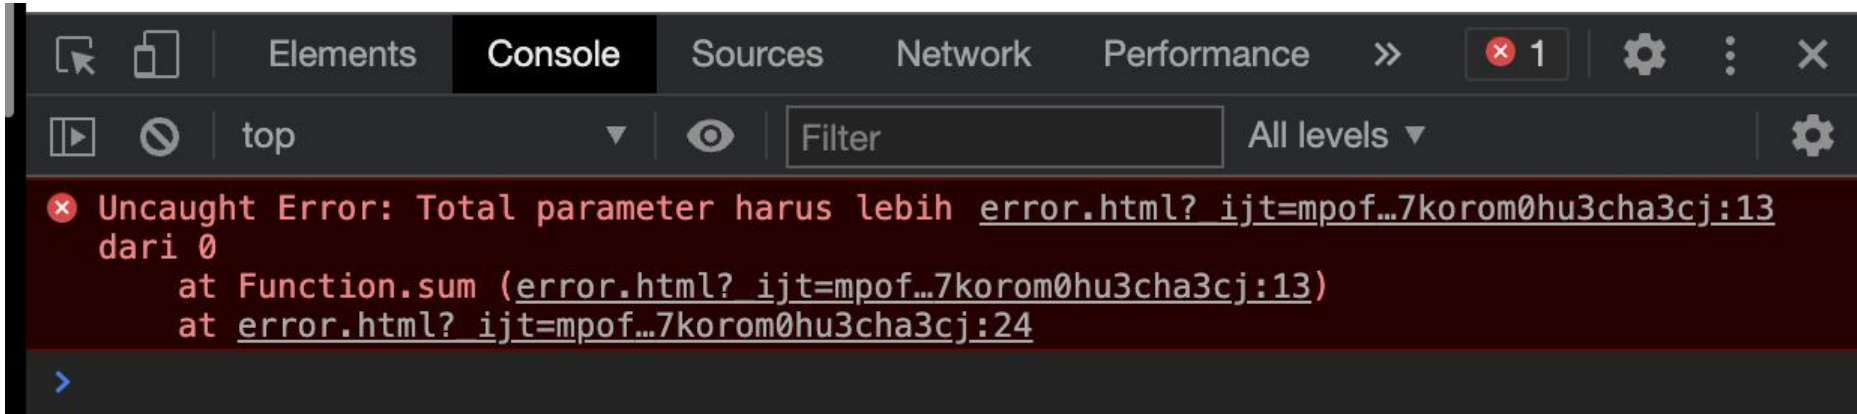 Elements Console Sources Network Performance » 1
top ▼ Filter All levels ▼
Uncaught Error: Total parameter harus lebih error.html?_ijt=mpof…7korom0hu3cha3cj:13
dari 0
at Function.sum (error.html?_ijt=mpof…7korom0hu3cha3cj:13)
at error.html?_ijt=mpof…7korom0hu3cha3cj:24